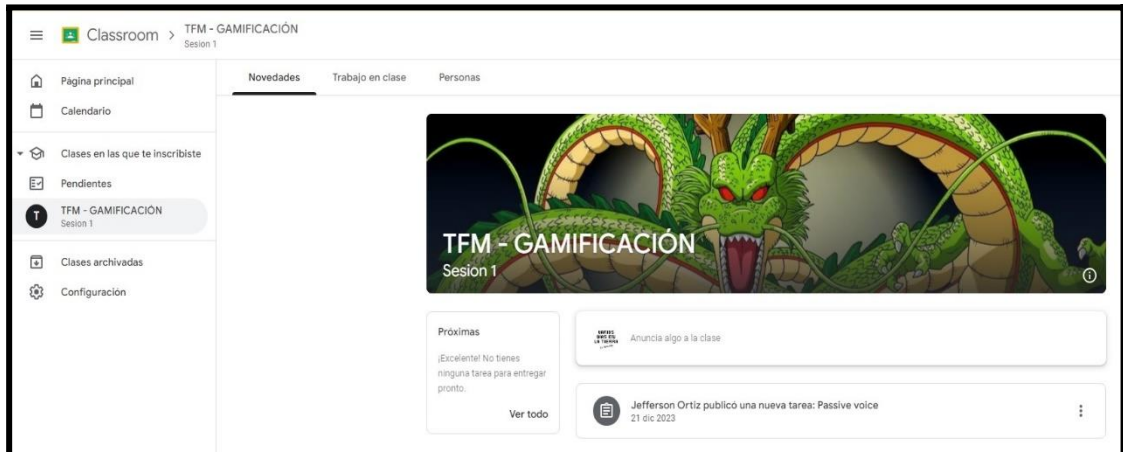 Classroom > TFM - GAMIFICACIÓN
Sesion 1
Página principal
Calendario
Clases en las que te inscribiste
Pendientes
T
TFM - GAMIFICACIÓN
Sesion 1
Clases archivadas
Configuración
Novedades Trabajo en clase Personas
TFM - GAMIFICACIÓN
Sesion 1
Próximas
¡Excelente! No tienes
ninguna tarea para entregar
pronto.
Ver todo
Anuncia algo a la clase
Jefferson Ortiz publicó una nueva tarea: Passive voice
21 dic 2023